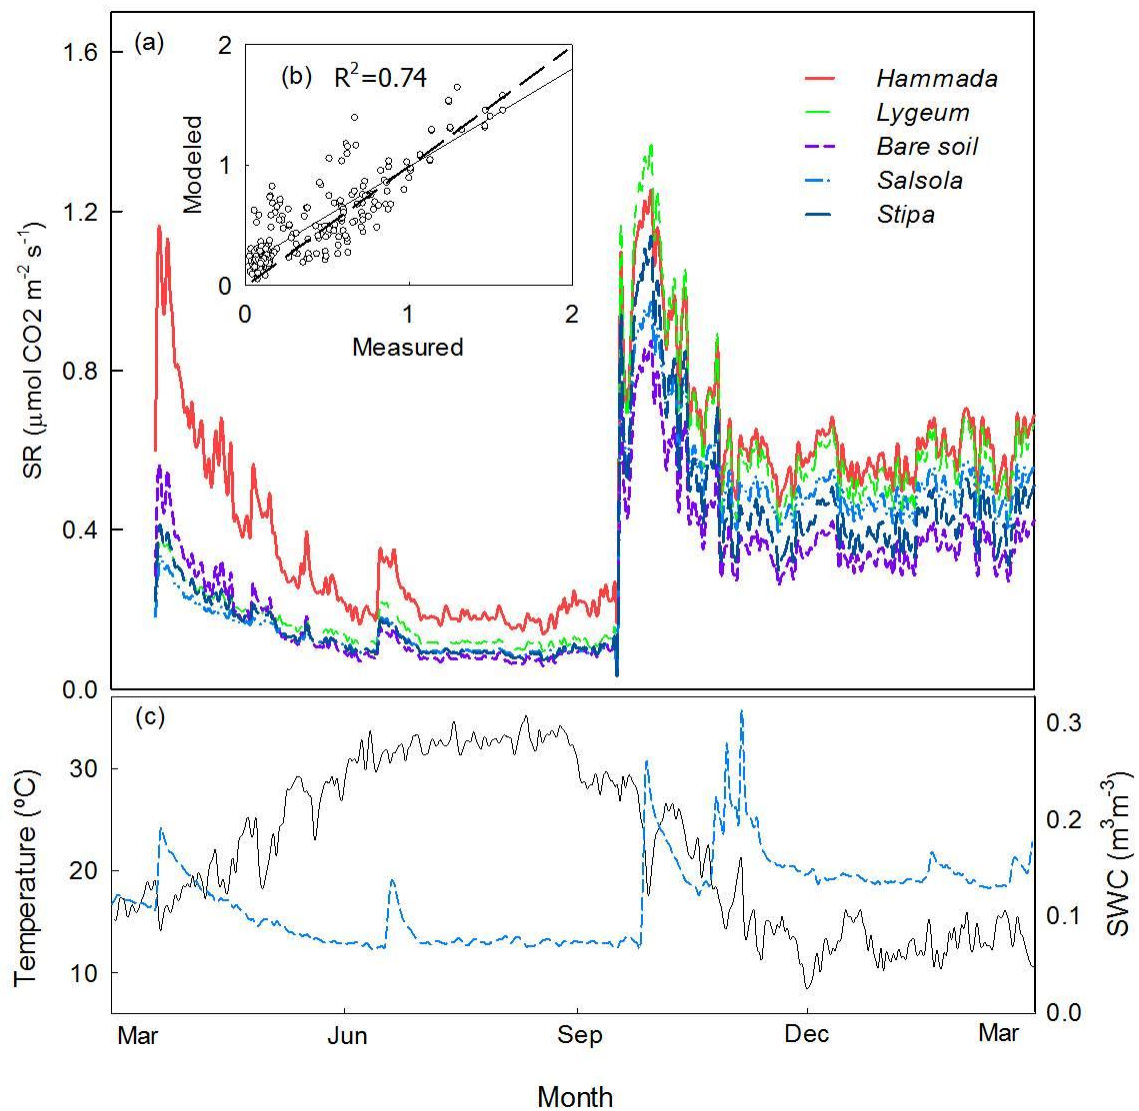 (a)
1.6
1.2
0.8
0.4
0.0
SR (μmol CO2 m⁻² s⁻¹)
(b) R²=0.74
2
1
0
Modeled
0 1 2
Measured
Hammada
Lygeum
Bare soil
Salsola
Stipa
(c)
30
20
10
Temperature (ºC)
0.3
0.2
0.1
0.0
SWC (m³m⁻³)
Mar Jun Sep Dec Mar
Month